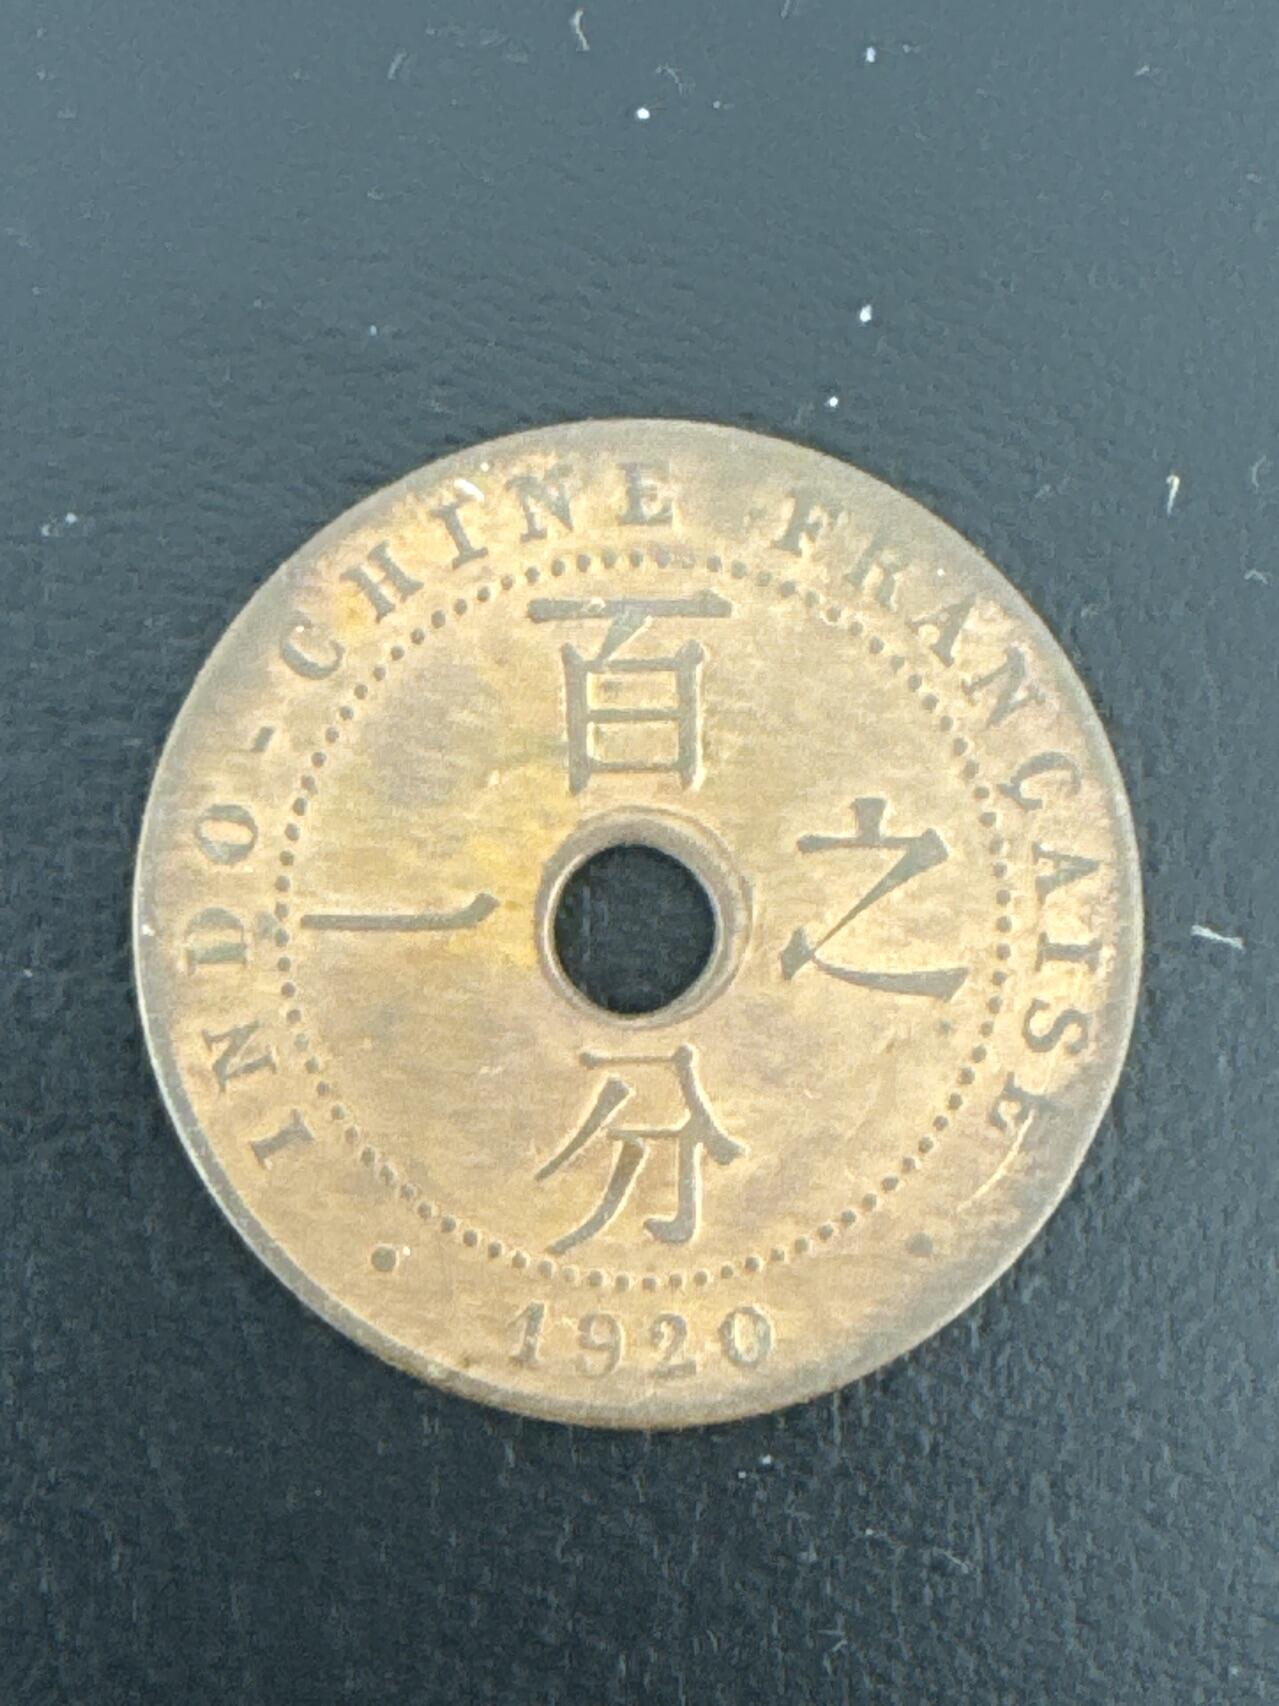 INDO-CHINE FRANÇAISE
百
之
分
一
1920